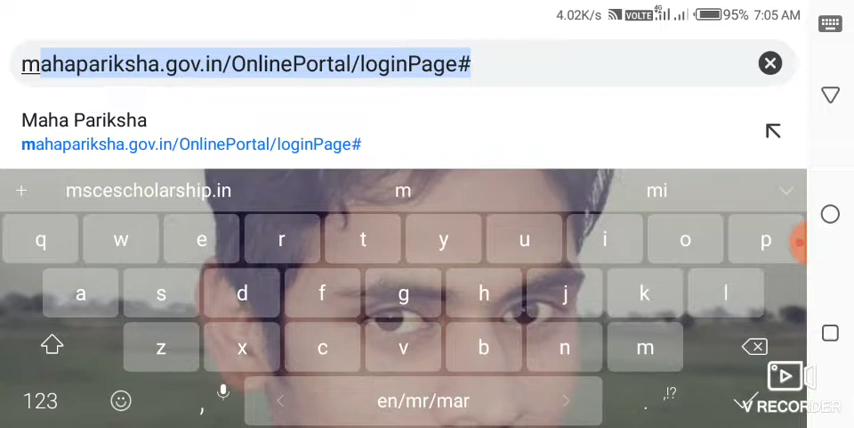 4.02K/s VOLTE 4G 95% 7:05 AM
mahapariksha.gov.in/OnlinePortal/loginPage#
Maha Pariksha
mahapariksha.gov.in/OnlinePortal/loginPage#
+ mscescholarship.in m mi
q w e r t y u i o p
a s d f g h j k l
z x c v b n m
123 , en/mr/mar . ,!?
V RECORDER